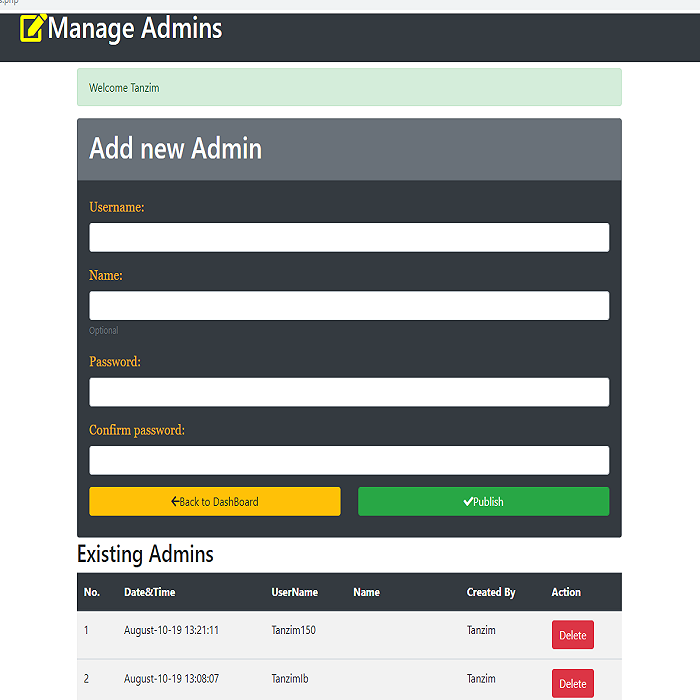 Manage Admins
Welcome Tanzim
Add new Admin
Username:
Name:
Optional
Password:
Confirm password:
Back to DashBoard
Publish
Existing Admins
No. Date&Time UserName Name Created By Action
1 August-10-19 13:21:11 Tanzim150 Tanzim Delete
2 August-10-19 13:08:07 Tanzimlb Tanzim Delete